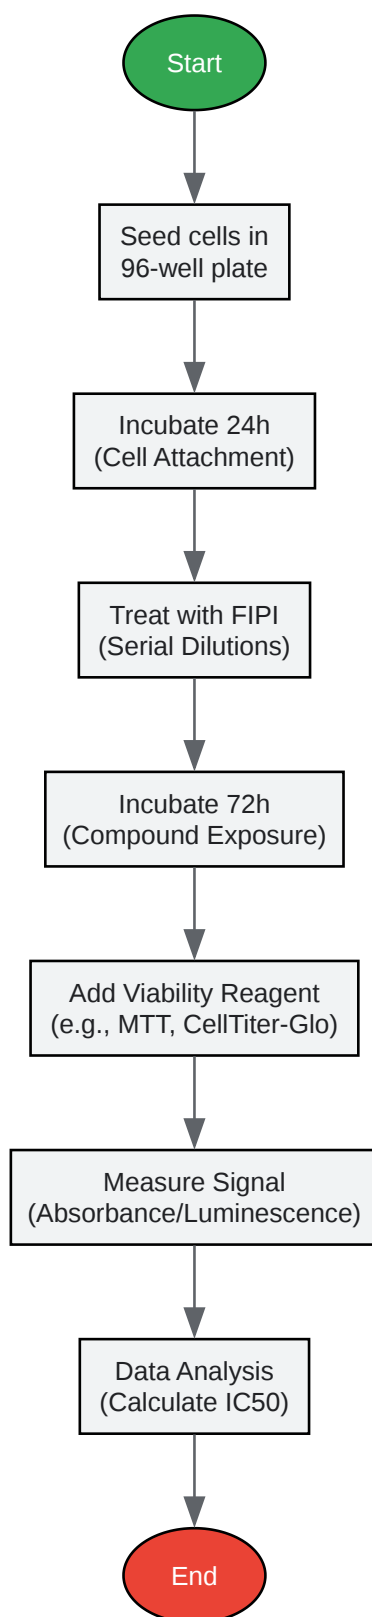 Start
Seed cells in
96-well plate
Incubate 24h
(Cell Attachment)
Treat with FIPI
(Serial Dilutions)
Incubate 72h
(Compound Exposure)
Add Viability Reagent
(e.g., MTT, CellTiter-Glo)
Measure Signal
(Absorbance/Luminescence)
Data Analysis
(Calculate IC50)
End